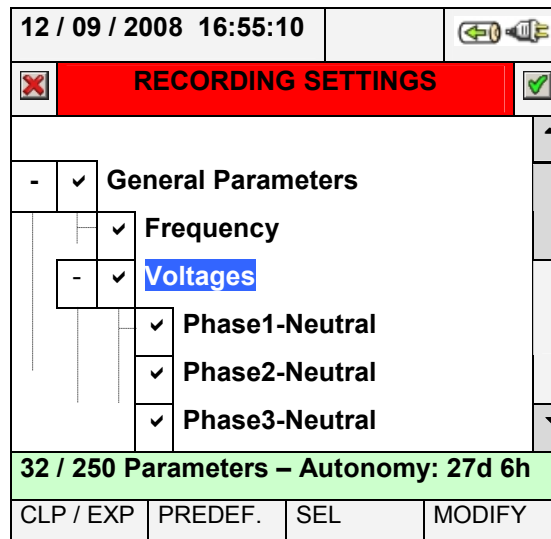 12 / 09 / 2008 16:55:10
RECORDING SETTINGS
- General Parameters
Frequency
- Voltages
Phase1-Neutral
Phase2-Neutral
Phase3-Neutral
32 / 250 Parameters – Autonomy: 27d 6h
CLP / EXP PREDEF. SEL MODIFY